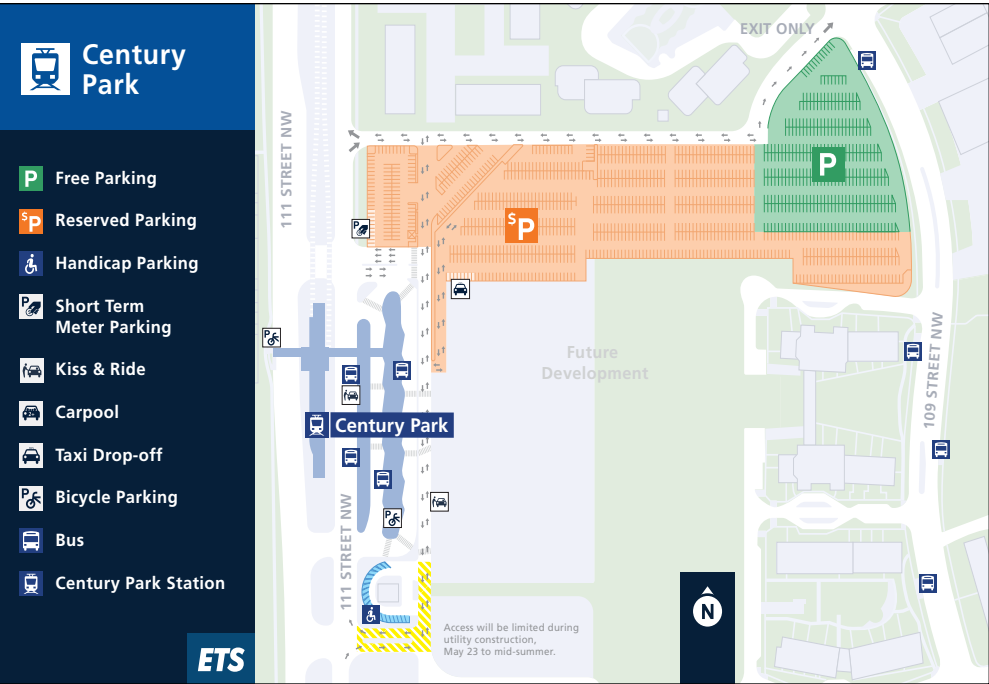 Century
Park
P Free Parking
$P Reserved Parking
Handicap Parking
P Short Term
Meter Parking
Kiss & Ride
Carpool
Taxi Drop-off
P Bicycle Parking
Bus
Century Park Station
ETS
EXIT ONLY
111 STREET NW
P
$P
P
P
Future
Development
109 STREET NW
Century Park
111 STREET NW
P
N
Access will be limited during
utility construction,
May 23 to mid-summer.